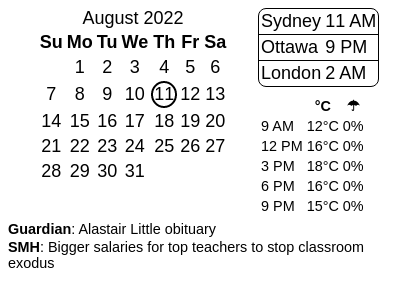 August 2022
Su Mo Tu We Th Fr Sa
1 2 3 4 5 6
7 8 9 10 11 12 13
14 15 16 17 18 19 20
21 22 23 24 25 26 27
28 29 30 31
Sydney 11 AM
Ottawa 9 PM
London 2 AM
°C ☂
9 AM 12°C 0%
12 PM 16°C 0%
3 PM 18°C 0%
6 PM 16°C 0%
9 PM 15°C 0%
Guardian: Alastair Little obituary
SMH: Bigger salaries for top teachers to stop classroom
exodus